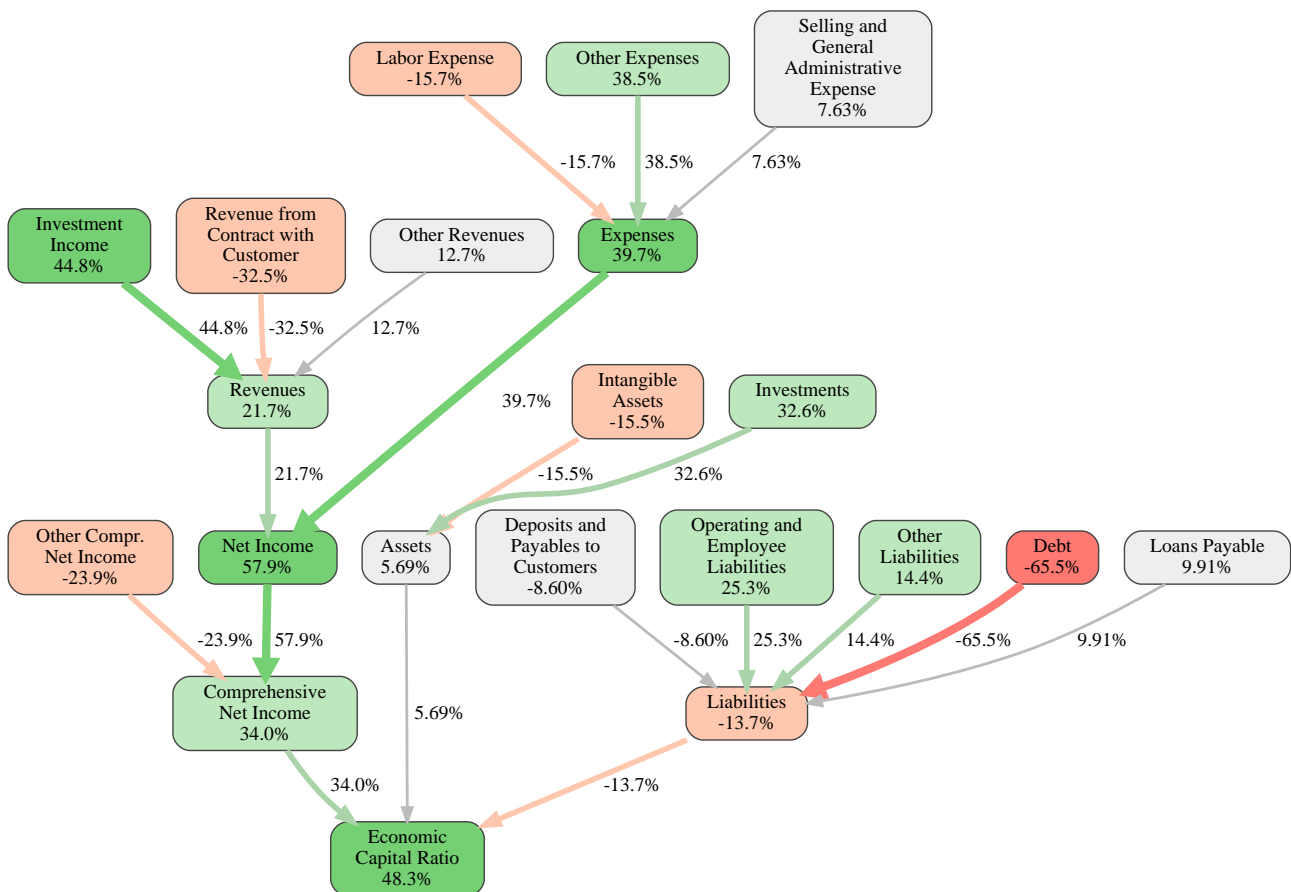 Selling and
General
Administrative
Expense
7.63%
Labor Expense
-15.7%
Other Expenses
38.5%
-15.7%
38.5%
7.63%
Investment
Income
44.8%
Revenue from
Contract with
Customer
-32.5%
Other Revenues
12.7%
Expenses
39.7%
44.8%
-32.5%
12.7%
Revenues
21.7%
39.7%
Intangible
Assets
-15.5%
Investments
32.6%
21.7%
-15.5%
32.6%
Other Compr.
Net Income
-23.9%
Net Income
57.9%
Assets
5.69%
Deposits and
Payables to
Customers
-8.60%
Operating and
Employee
Liabilities
25.3%
Other
Liabilities
14.4%
Debt
-65.5%
Loans Payable
9.91%
-23.9%
57.9%
-8.60%
25.3%
14.4%
-65.5%
9.91%
Comprehensive
Net Income
34.0%
5.69%
Liabilities
-13.7%
34.0%
-13.7%
Economic
Capital Ratio
48.3%